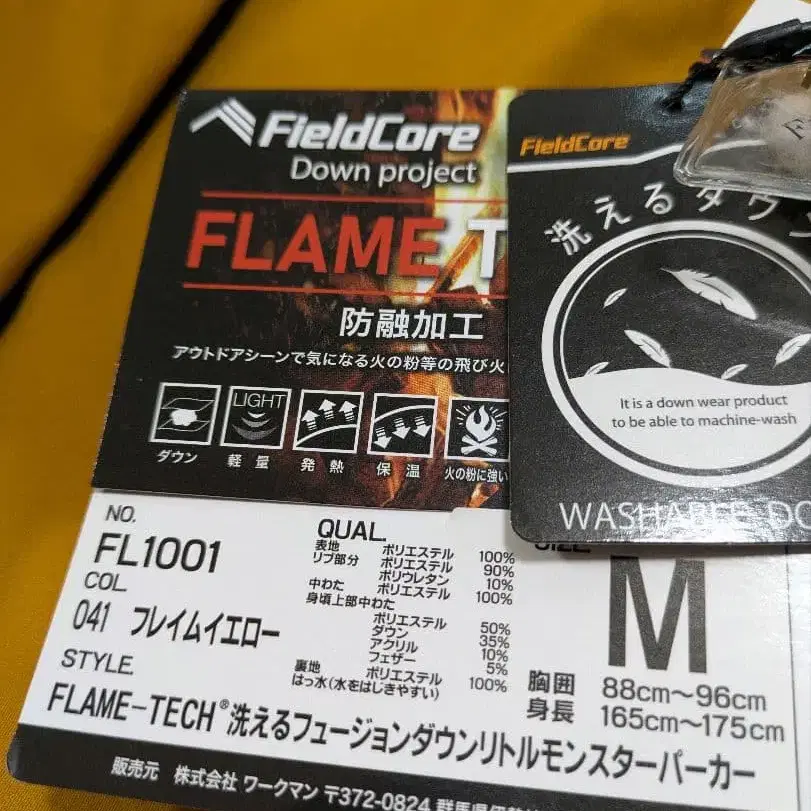 FieldCore
Down project
FLAME T
防融加工
アウトドアシーンで気になる火の粉等の飛び火
ダウン
LIGHT
軽量
発熱
保温
火の粉に強い
FieldCore
洗えるダウ
It is a down wear product
to be able to machine-wash
WASHABLE DO
NO.
FL1001
COL
041 フレイムイエロー
STYLE
FLAME-TECH®洗えるフュージョンダウンリトルモンスターパーカー
QUAL.
表地 ポリエステル 100%
リブ部分 ポリエステル 90%
ポリウレタン 10%
中わた ポリエステル 100%
身頃上部中わた
ポリエステル 50%
ダウン 35%
アクリル 10%
フェザー 5%
裏地 ポリエステル 100%
はっ水(水をはじきやすい)
SIZE
M
胸囲 88cm～96cm
身長 165cm～175cm
販売元 株式会社 ワークマン 〒372-0824 群馬県伊勢